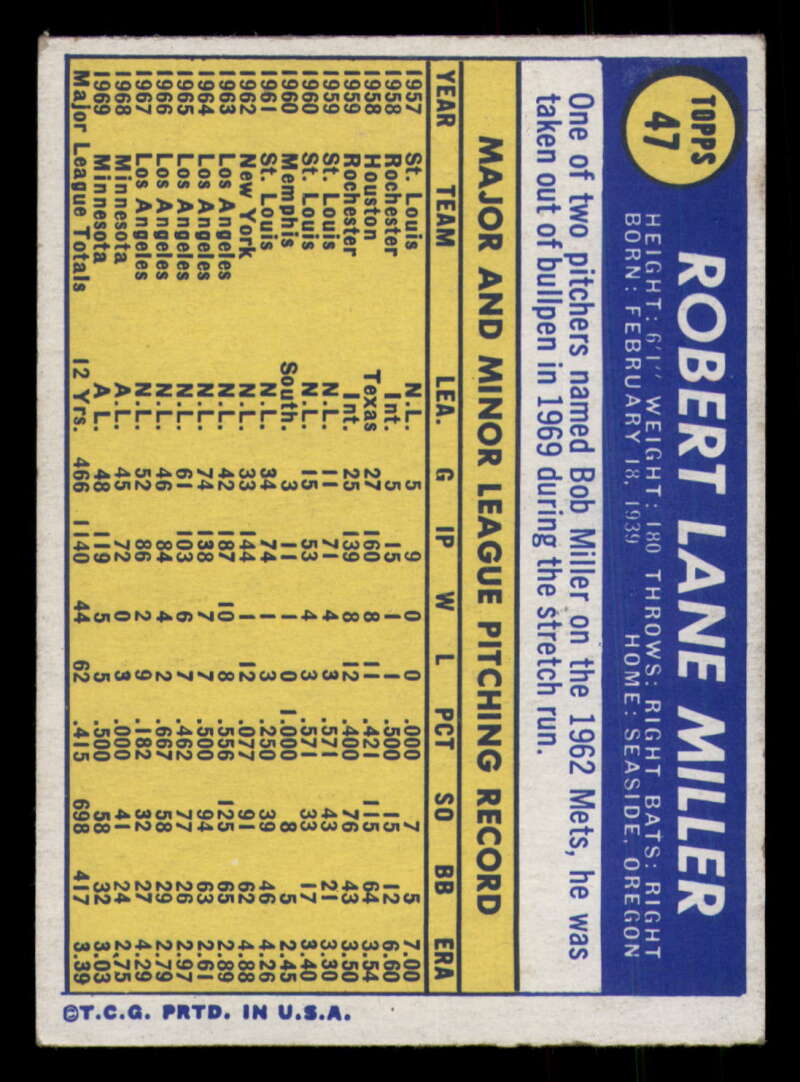 TOPPS
47
ROBERT LANE MILLER
HEIGHT: 6'1" WEIGHT: 180 THROWS: RIGHT BATS: RIGHT
BORN: FEBRUARY 18, 1939 HOME: SEASIDE, OREGON
One of two pitchers named Bob Miller on the 1962 Mets, he was
taken out of bullpen in 1969 during the stretch run.
MAJOR AND MINOR LEAGUE PITCHING RECORD
YEAR TEAM LEA. G IP W L PCT SO BB ERA
1957 St. Louis N.L. 5 9 0 0 .000 7 5 7.00
1958 Rochester Int. 5 15 1 1 .500 15 12 6.60
1958 Houston Texas 27 160 8 11 .421 115 64 3.54
1959 Rochester Int. 25 139 8 12 .400 76 43 3.50
1959 St. Louis N.L. 11 71 4 3 .571 43 21 3.30
1960 St. Louis N.L. 15 53 4 3 .571 33 17 3.40
1960 Memphis South. 3 11 1 0 1.000 8 5 2.45
1961 St. Louis N.L. 34 74 1 3 .250 39 46 4.26
1962 New York N.L. 33 144 1 12 .077 91 62 4.88
1963 Los Angeles N.L. 42 187 10 8 .556 125 65 2.89
1964 Los Angeles N.L. 74 138 7 7 .500 94 63 2.61
1965 Los Angeles N.L. 61 103 6 7 .462 77 26 2.97
1966 Los Angeles N.L. 46 84 4 2 .667 58 29 2.79
1967 Los Angeles N.L. 52 86 2 9 .182 32 27 4.29
1968 Minnesota A.L. 45 72 0 3 .000 41 24 2.75
1969 Minnesota A.L. 48 119 5 5 .500 58 32 3.03
Major League Totals 12 Yrs. 466 1140 44 62 .415 698 417 3.39
©T.C.G. PRTD. IN U.S.A.